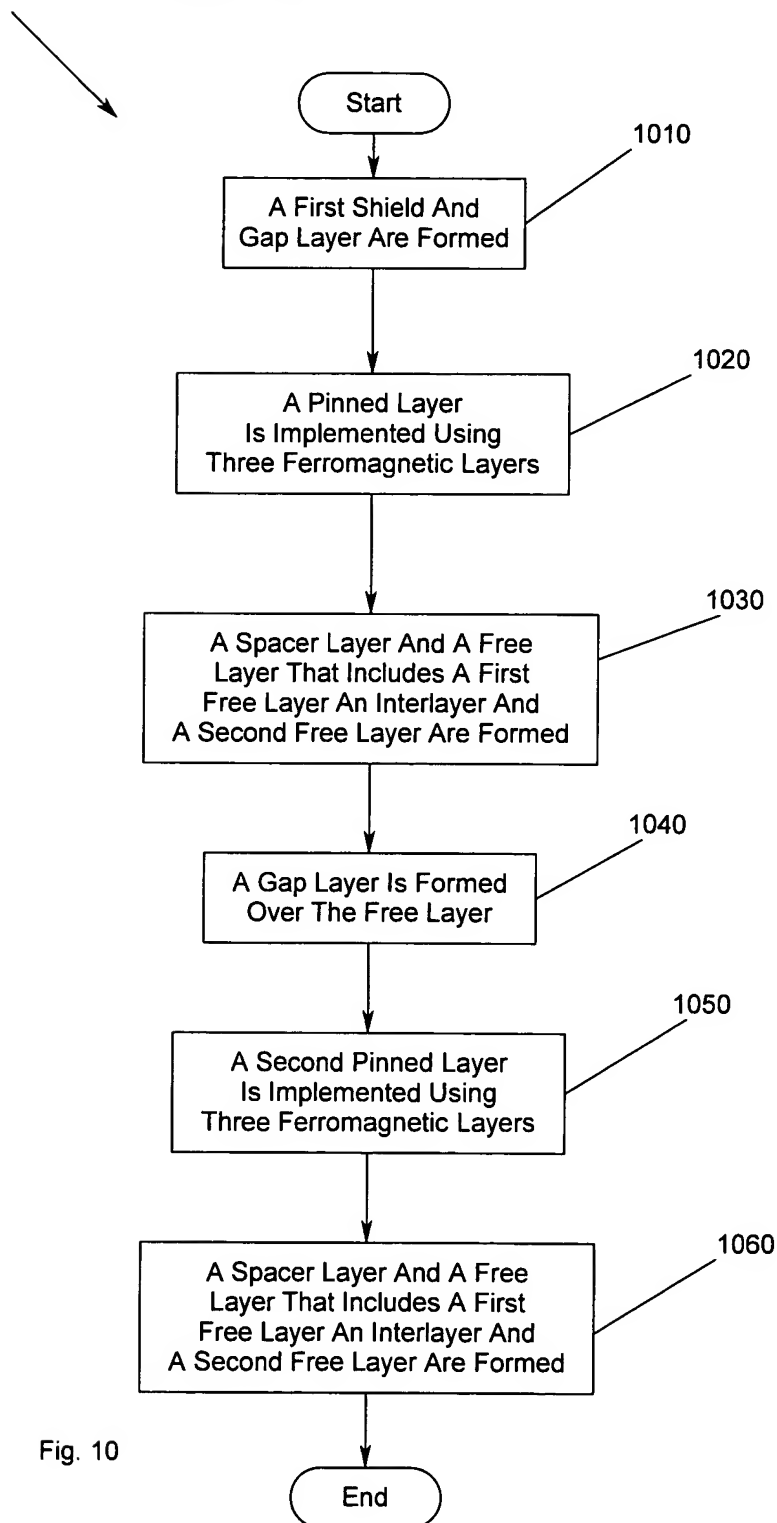 Start
1010
A First Shield And
Gap Layer Are Formed
1020
A Pinned Layer
Is Implemented Using
Three Ferromagnetic Layers
1030
A Spacer Layer And A Free
Layer That Includes A First
Free Layer An Interlayer And
A Second Free Layer Are Formed
1040
A Gap Layer Is Formed
Over The Free Layer
1050
A Second Pinned Layer
Is Implemented Using
Three Ferromagnetic Layers
1060
A Spacer Layer And A Free
Layer That Includes A First
Free Layer An Interlayer And
A Second Free Layer Are Formed
Fig. 10
End